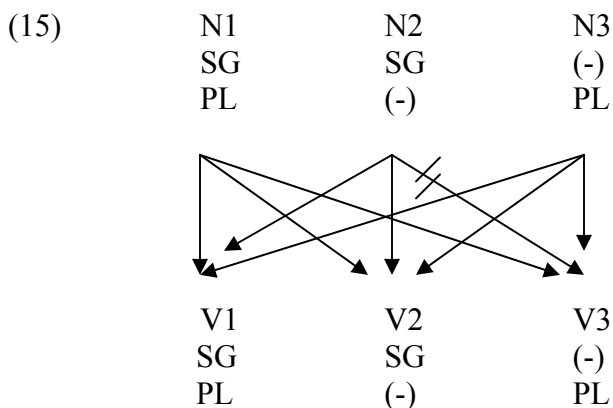 (15) N1 N2 N3
SG SG (-)
PL (-) PL
V1 V2 V3
SG SG (-)
PL (-) PL